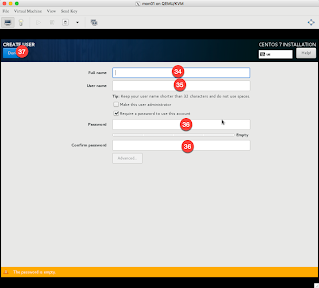 mon01 on QEMU/KVM
File Virtual Machine View Send Key
CREATE USER
CENTOS 7 INSTALLATION
37
Help!
Full name
34
User name
35
Tip: Keep your user name shorter than 32 characters and do not use spaces.
Make this user administrator
Require a password to use this account
Password
36
Empty
Confirm password
36
Advanced...
The password is empty.